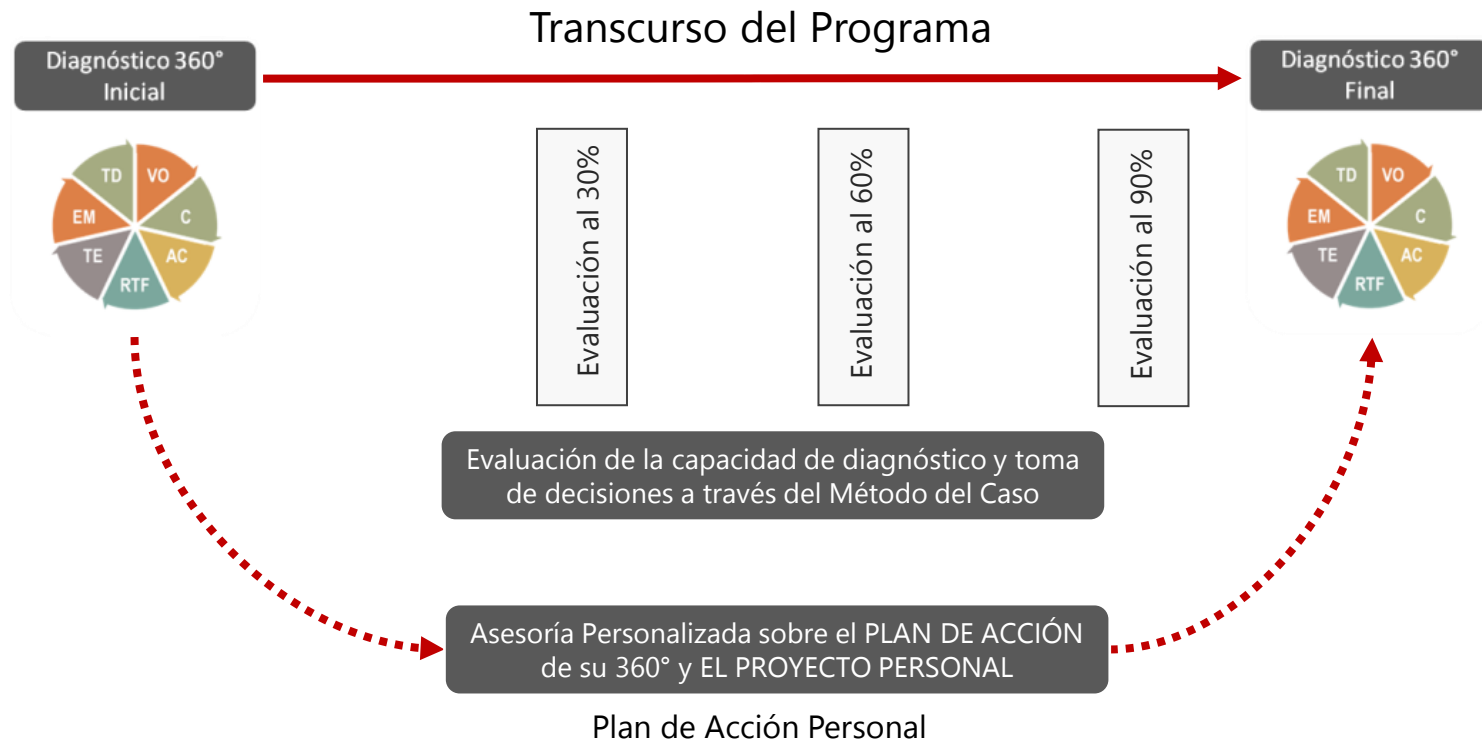 Transcurso del Programa
Diagnóstico 360°
Inicial
Diagnóstico 360°
Final
TD
VO
EM
C
TE
AC
RTF
TD
VO
EM
C
TE
AC
RTF
Evaluación al 30%
Evaluación al 60%
Evaluación al 90%
Evaluación de la capacidad de diagnóstico y toma
de decisiones a través del Método del Caso
Asesoría Personalizada sobre el PLAN DE ACCIÓN
de su 360° y EL PROYECTO PERSONAL
Plan de Acción Personal